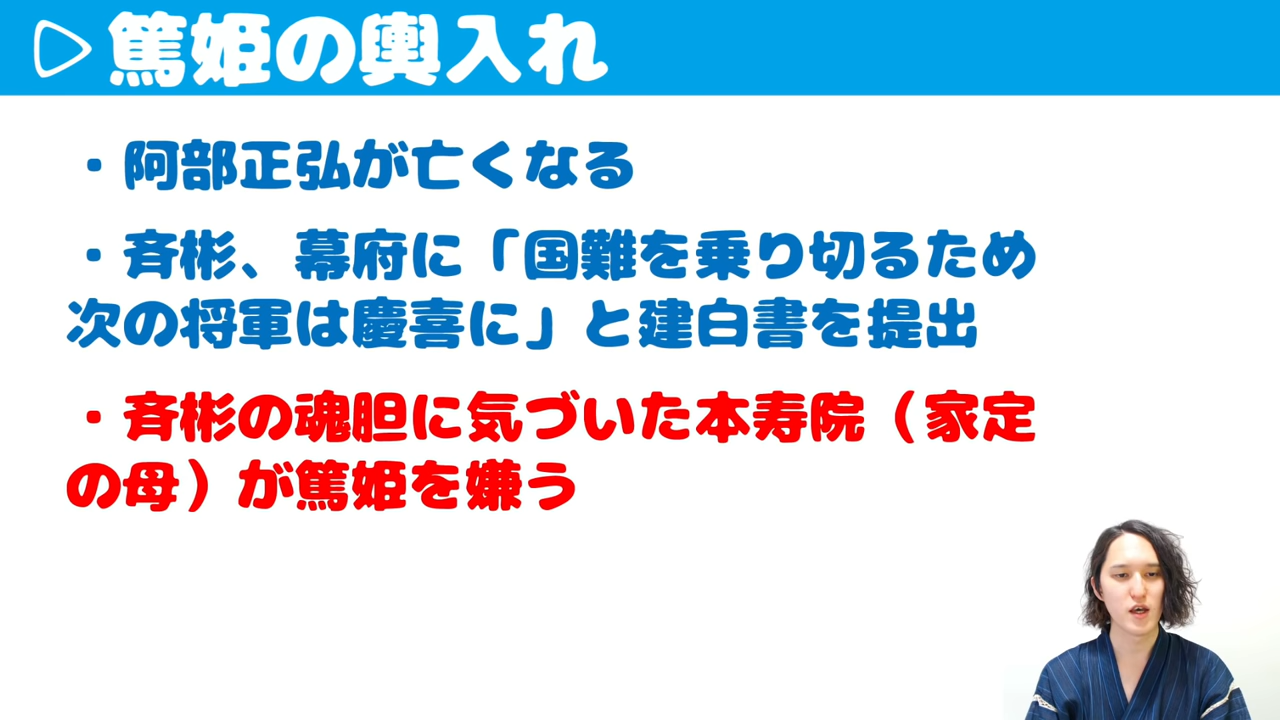 篤姫の輿入れ
・阿部正弘が亡くなる
・斉彬、幕府に「国難を乗り切るため
次の将軍は慶喜に」と建白書を提出
・斉彬の魂胆に気づいた本寿院（家定
の母）が篤姫を嫌う